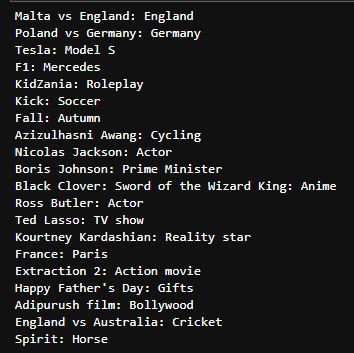 Malta vs England: England
Poland vs Germany: Germany
Tesla: Model S
F1: Mercedes
KidZania: Roleplay
Kick: Soccer
Fall: Autumn
Azizulhasni Awang: Cycling
Nicolas Jackson: Actor
Boris Johnson: Prime Minister
Black Clover: Sword of the Wizard King: Anime
Ross Butler: Actor
Ted Lasso: TV show
Kourtney Kardashian: Reality star
France: Paris
Extraction 2: Action movie
Happy Father's Day: Gifts
Adipurush film: Bollywood
England vs Australia: Cricket
Spirit: Horse